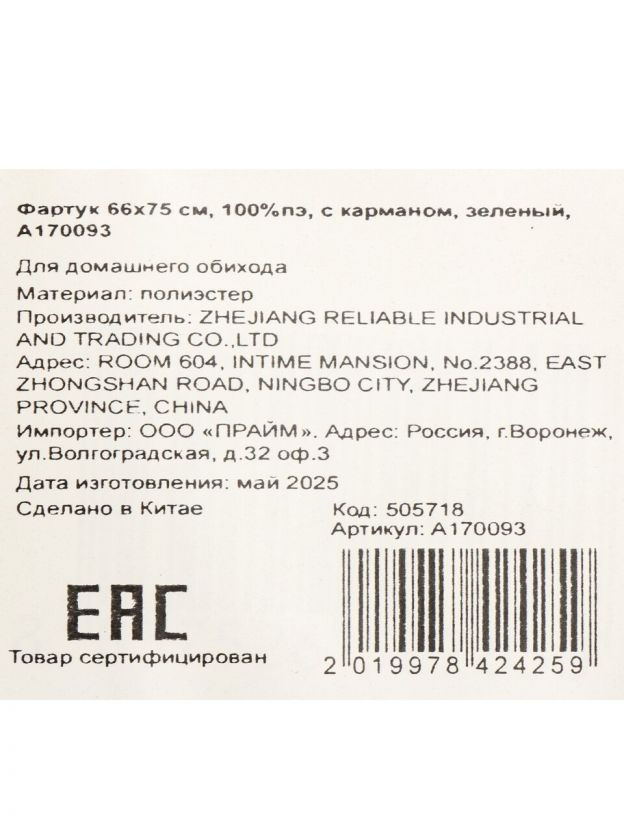 Фартук 66х75 см, 100%пэ, с карманом, зеленый,
А170093
Для домашнего обихода
Материал: полиэстер
Производитель: ZHEJIANG RELIABLE INDUSTRIAL
AND TRADING CO.,LTD
Адрес: ROOM 604, INTIME MANSION, No.2388, EAST
ZHONGSHAN ROAD, NINGBO CITY, ZHEJIANG
PROVINCE, CHINA
Импортер: ООО «ПРАЙМ». Адрес: Россия, г.Воронеж,
ул.Волгоградская, д.32 оф.3
Дата изготовления: май 2025
Сделано в Китае
Код: 505718
Артикул: А170093
ЕАС
Товар сертифицирован
2 019978 424259